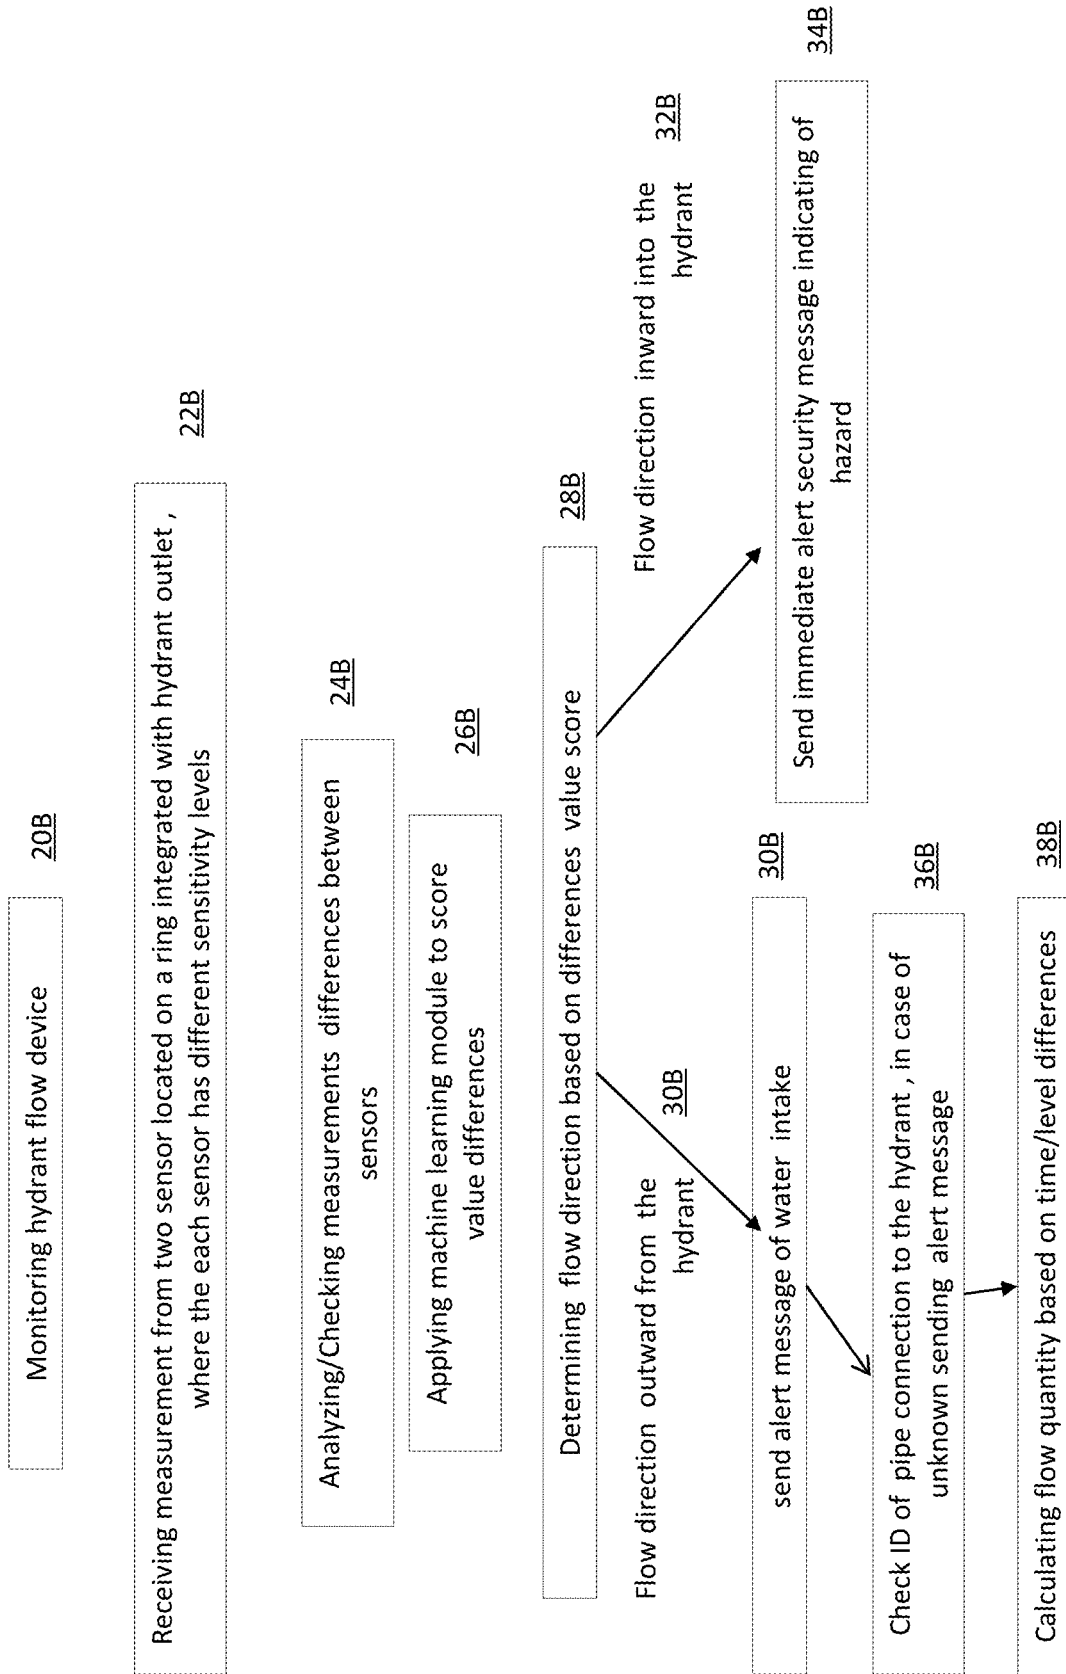 Monitoring hydrant flow device
20B
Receiving measurement from two sensor located on a ring integrated with hydrant outlet ,
where the each sensor has different sensitivity levels
22B
Analyzing/Checking measurements differences between
sensors
24B
Applying machine learning module to score
value differences
26B
Determining flow direction based on differences value score
28B
Flow direction outward from the
hydrant
30B
Flow direction inward into the
hydrant
32B
send alert message of water intake
30B
Send immediate alert security message indicating of
hazard
34B
Check ID of pipe connection to the hydrant , in case of
unknown sending alert message
36B
Calculating flow quantity based on time/level differences
38B